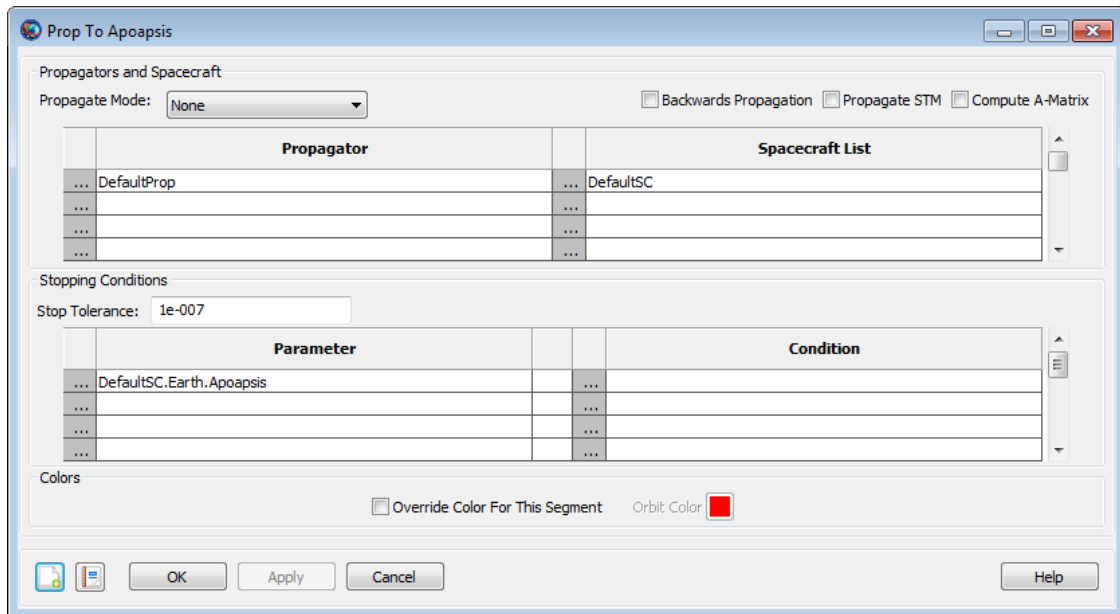 Prop To Apoapsis
Propagators and Spacecraft
Propagate Mode: None Backwards Propagation Propagate STM Compute A-Matrix
Propagator Spacecraft List
... DefaultProp ... DefaultSC
... ...
... ...
... ...
Stopping Conditions
Stop Tolerance: 1e-007
Parameter Condition
... DefaultSC.Earth.Apoapsis ...
... ...
... ...
... ...
Colors
Override Color For This Segment Orbit Color
OK Apply Cancel Help